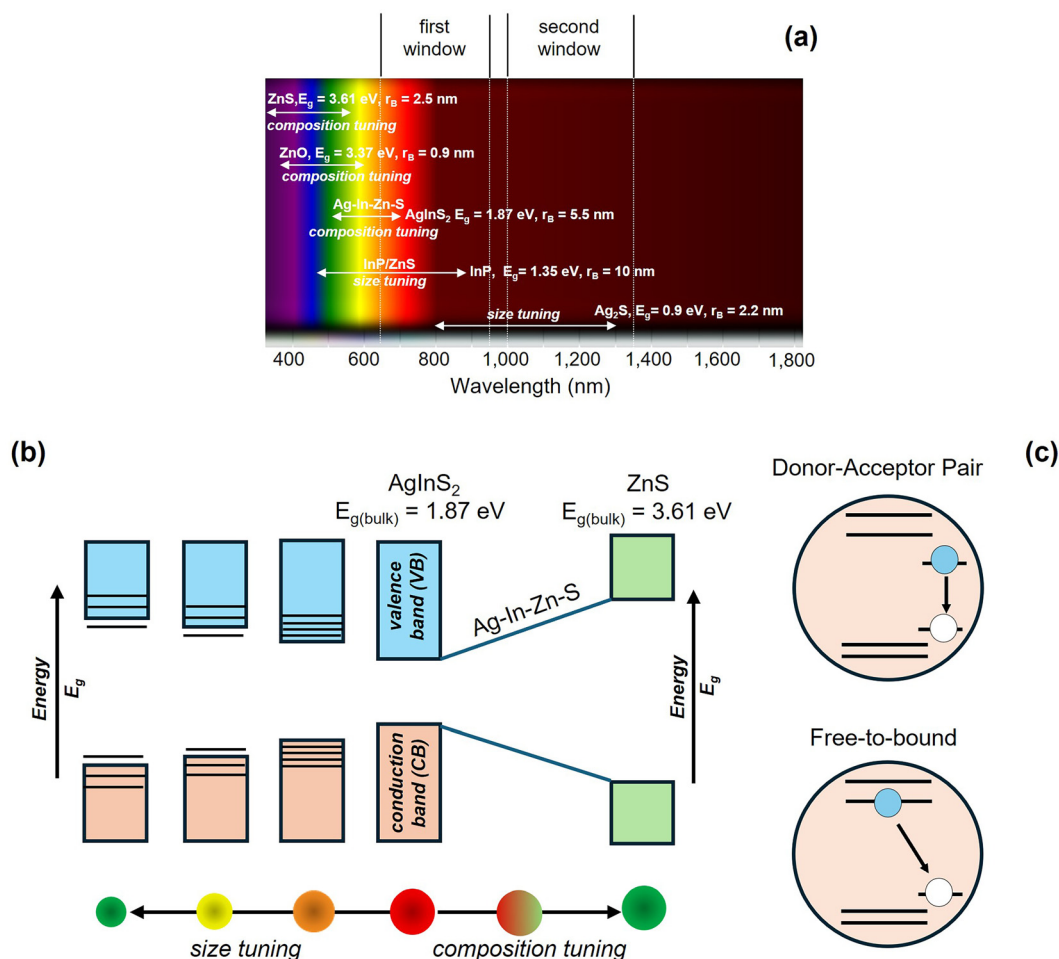 first
window
second
window
(a)
ZnS,E₉ = 3.61 eV, r_B = 2.5 nm
composition tuning
ZnO, E_g = 3.37 eV, r_B = 0.9 nm
composition tuning
Ag-In-Zn-S
AgInS₂ E_g = 1.87 eV, r_B = 5.5 nm
composition tuning
InP/ZnS
InP, E_g= 1.35 eV, r_B = 10 nm
size tuning
Ag₂S, E_g= 0.9 eV, r_B = 2.2 nm
size tuning
400 600 800 1,000 1,200 1,400 1,600 1,800
Wavelength (nm)
(b)
(c)
AgInS₂
E_g(bulk) = 1.87 eV
ZnS
E_g(bulk) = 3.61 eV
Energy
E_g
valence
band (VB)
conduction
band (CB)
Ag-In-Zn-S
Energy
E_g
size tuning
composition tuning
Donor-Acceptor Pair
Free-to-bound